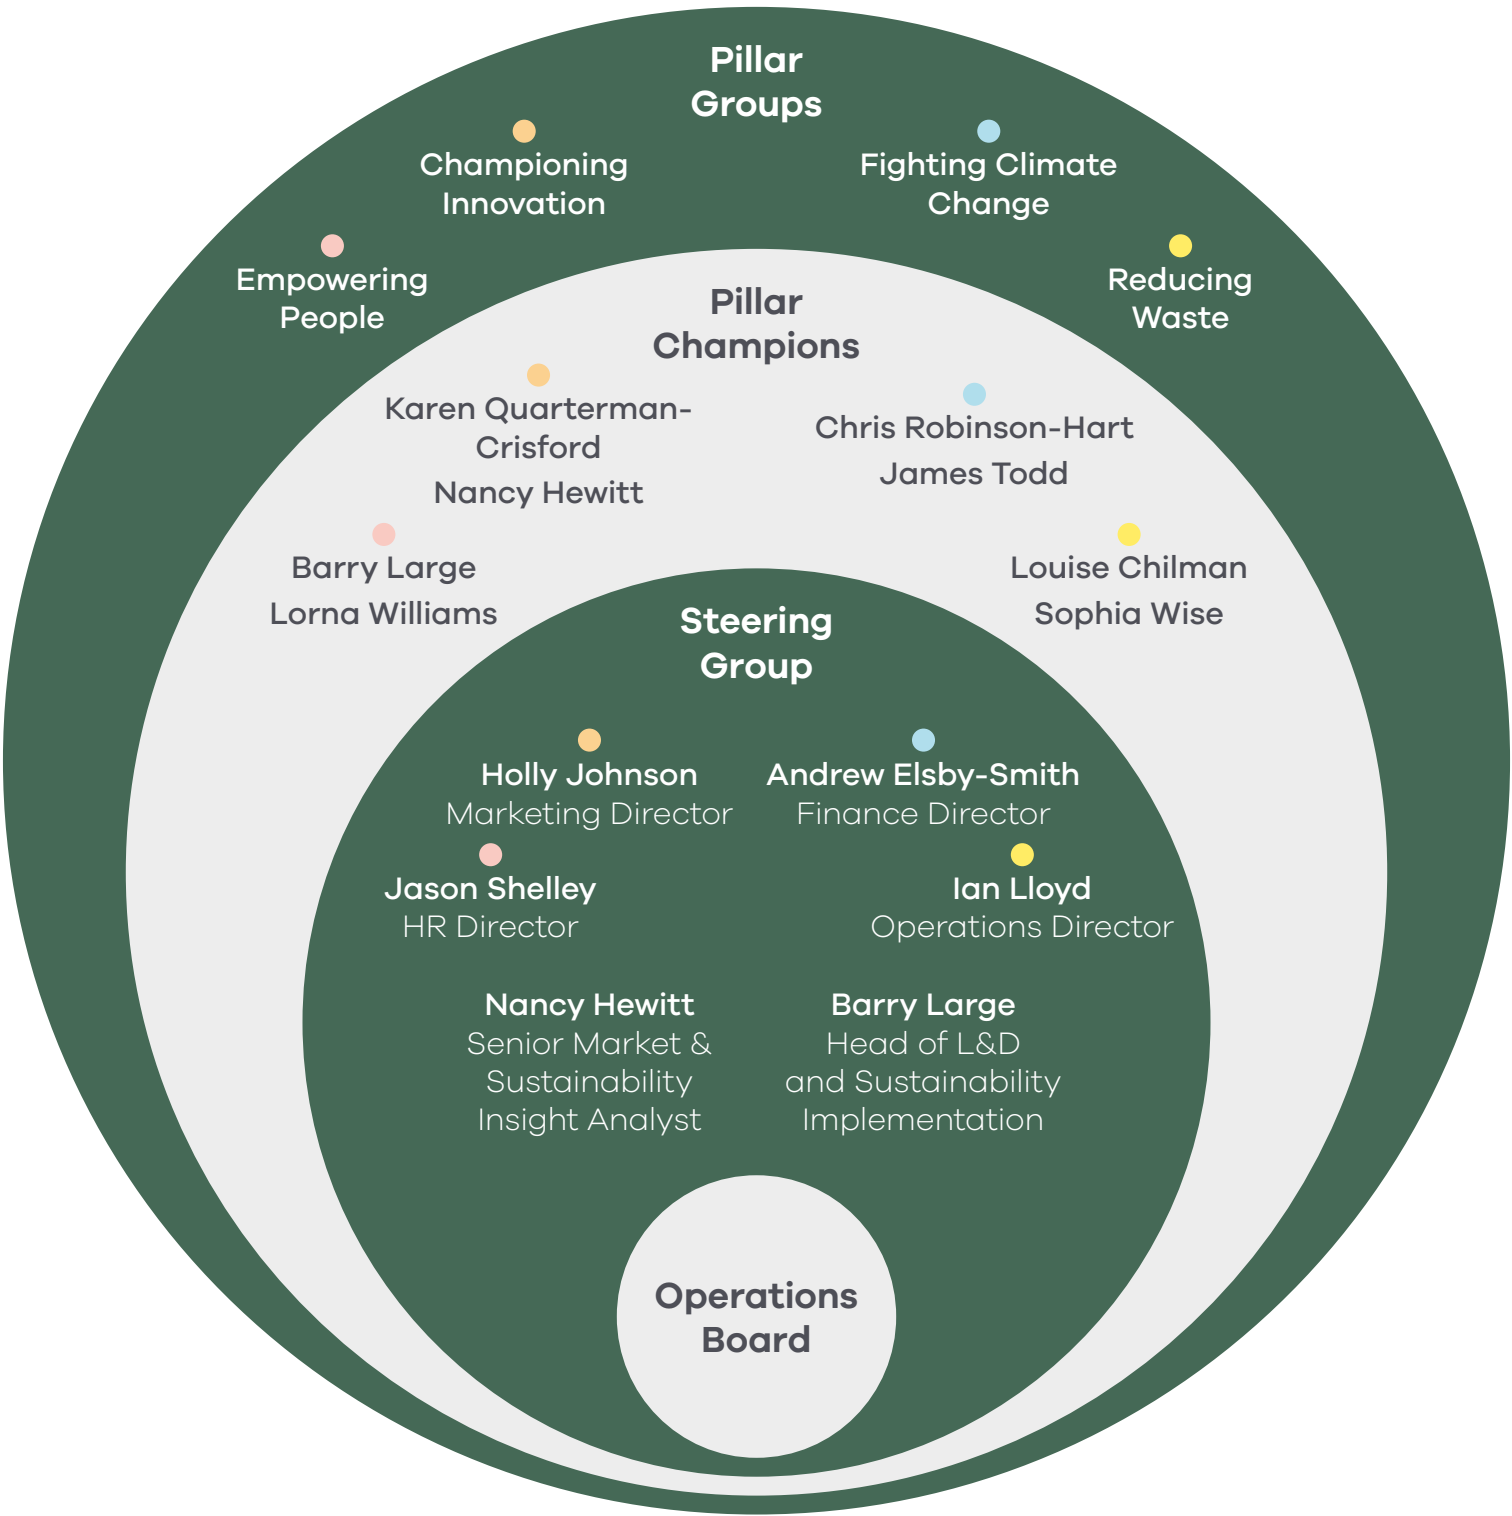 Pillar
Groups
Championing
Innovation
Fighting Climate
Change
Empowering
People
Reducing
Waste
Pillar
Champions
Karen Quarterman-
Crisford
Nancy Hewitt
Chris Robinson-Hart
James Todd
Barry Large
Lorna Williams
Louise Chilman
Sophia Wise
Steering
Group
Holly Johnson
Marketing Director
Andrew Elsby-Smith
Finance Director
Jason Shelley
HR Director
Ian Lloyd
Operations Director
Nancy Hewitt
Senior Market &
Sustainability
Insight Analyst
Barry Large
Head of L&D
and Sustainability
Implementation
Operations
Board